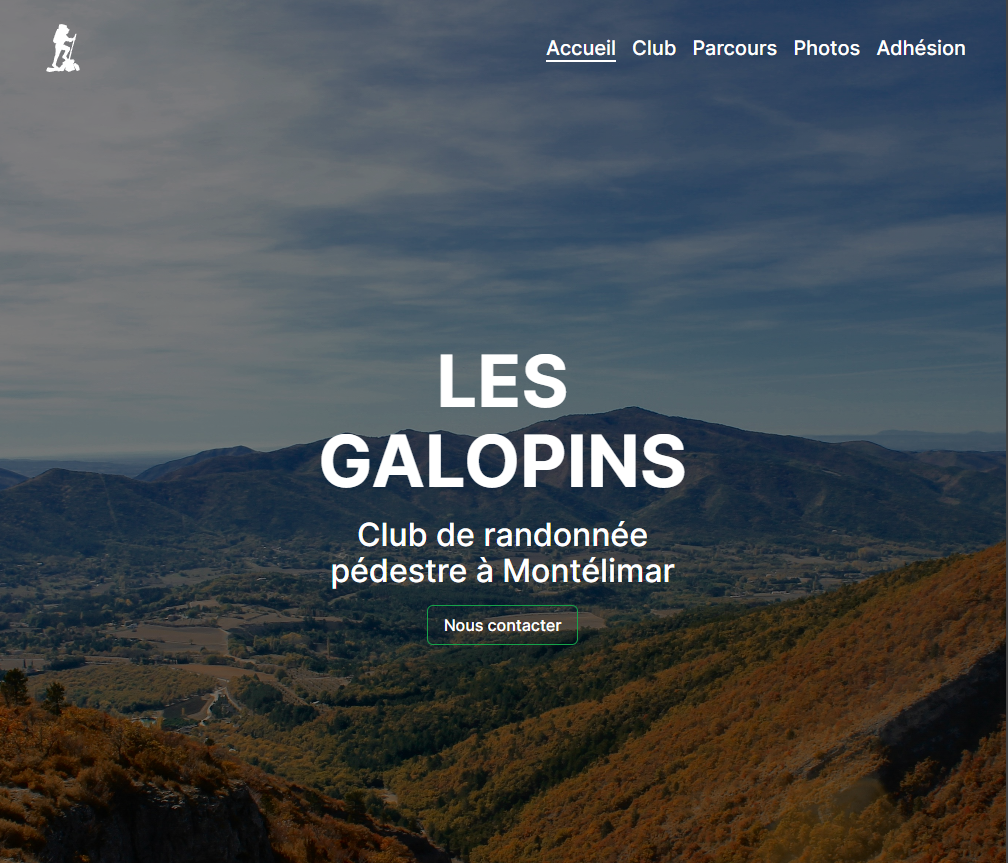 Accueil Club Parcours Photos Adhésion
LES
GALOPINS
Club de randonnée
pédestre à Montélimar
Nous contacter